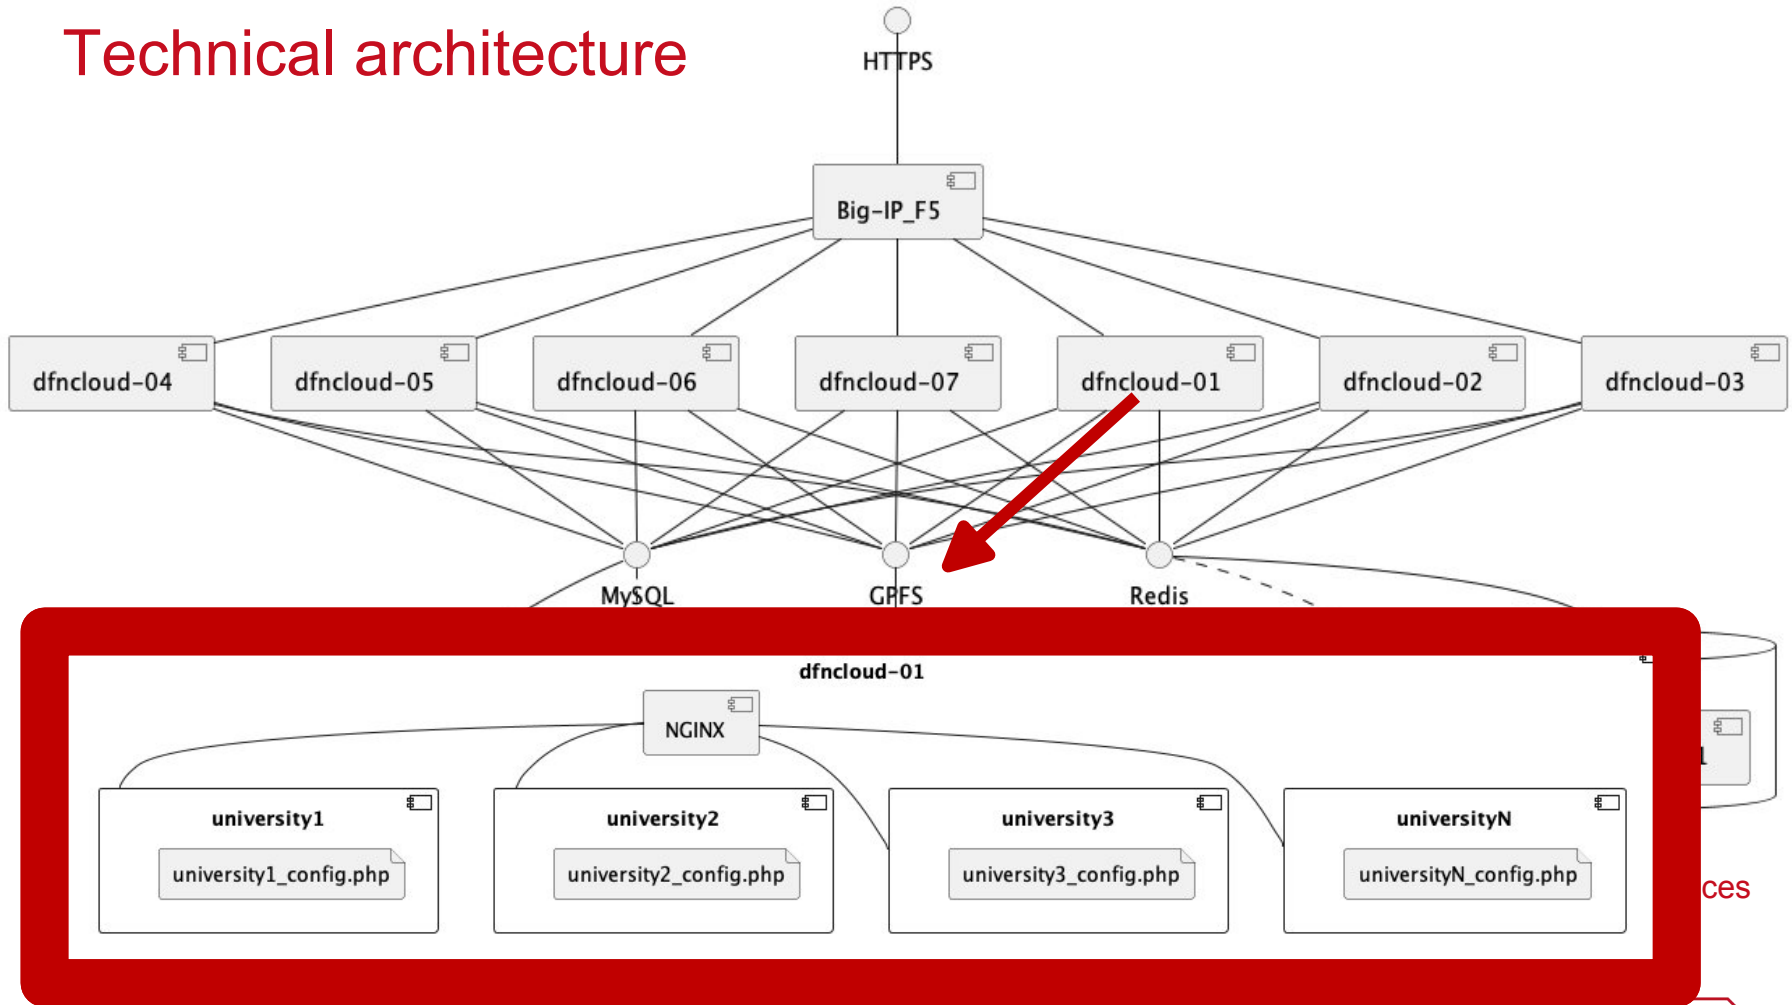 Technical architecture
HTTPS
Big-IP_F5
dfncloud-04
dfncloud-05
dfncloud-06
dfncloud-07
dfncloud-01
dfncloud-02
dfncloud-03
MySQL
GPFS
Redis
dfncloud-01
NGINX
university1
university2
university3
universityN
university1_config.php
university2_config.php
university3_config.php
universityN_config.php
ces